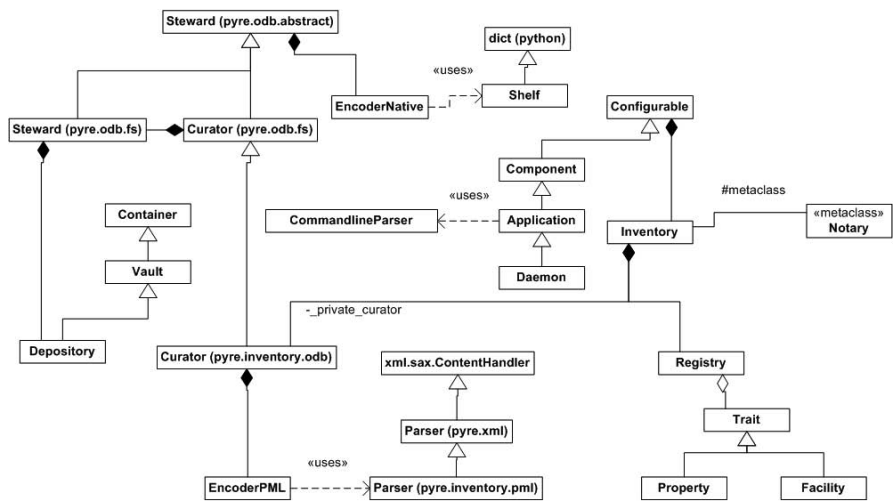 Steward (pyre.odb.abstract)
dict (python)
«uses»
EncoderNative
Shelf
Configurable
Steward (pyre.odb.fs)
Curator (pyre.odb.fs)
Component
«uses»
#metaclass
Container
CommandlineParser
Application
Inventory
«metaclass»
Notary
Vault
Daemon
-_private_curator
Depository
Curator (pyre.inventory.odb)
xml.sax.ContentHandler
Registry
Trait
Parser (pyre.xml)
«uses»
EncoderPML
Parser (pyre.inventory.pml)
Property
Facility